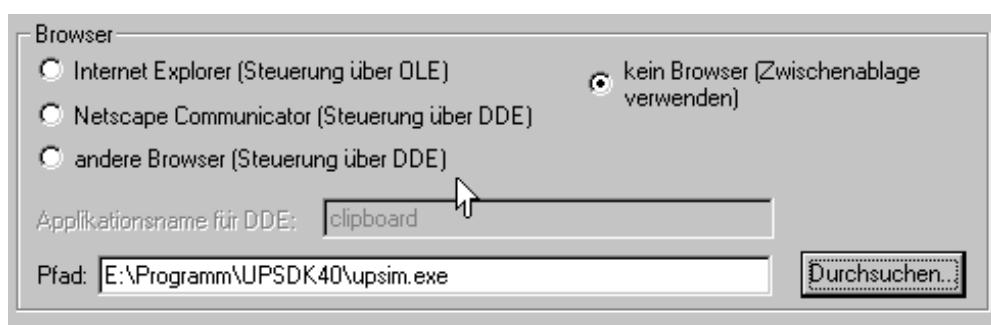 Browser
Internet Explorer (Steuerung über OLE)
kein Browser (Zwischenablage
verwenden)
Netscape Communicator (Steuerung über DDE)
andere Browser (Steuerung über DDE)
Applikationsname für DDE: clipboard
Pfad: E:\Programm\UPSDK40\upsim.exe Durchsuchen...